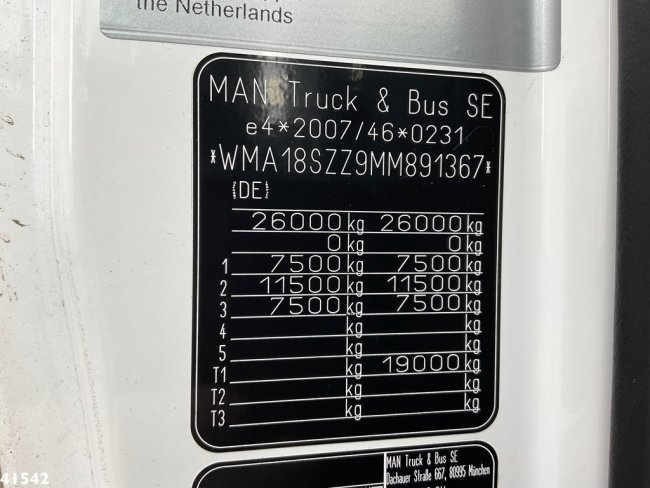 the Netherlands
MAN Truck & Bus SE
e4*2007/46*0231
*WMA18SZZ9MM891367*
(DE)
26000 kg 26000 kg
0 kg 0 kg
1 7500 kg 7500 kg
2 11500 kg 11500 kg
3 7500 kg 7500 kg
4 kg kg
5 kg kg
T1 kg 19000 kg
T2 kg kg
T3 kg kg
MAN Truck & Bus SE
Dachauer Straße 667, 80995 München
41542